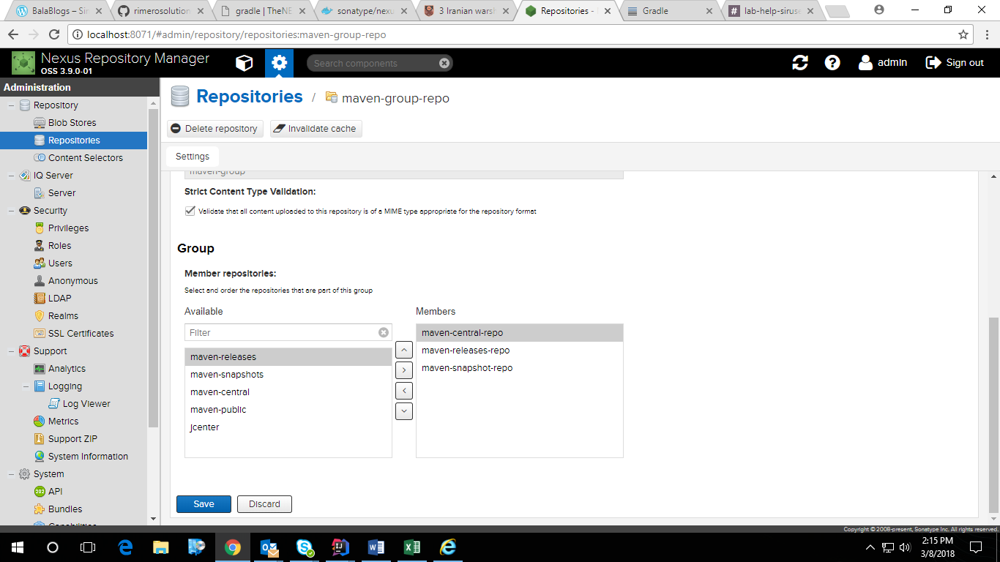 BalaBlogs – Sin
rimerosolution
gradle | TheNE
sonatype/nexu
3 Iranian warsh
Repositories -
Gradle
lab-help-siruse
localhost:8071/#admin/repository/repositories:maven-group-repo
Nexus Repository Manager
OSS 3.9.0-01
Search components
admin
Sign out
Administration
Repository
Blob Stores
Repositories
Content Selectors
IQ Server
Server
Security
Privileges
Roles
Users
Anonymous
LDAP
Realms
SSL Certificates
Support
Analytics
Logging
Log Viewer
Metrics
Support ZIP
System Information
System
API
Bundles
Capabilities
Repositories / maven-group-repo
Delete repository
Invalidate cache
Settings
maven-group
Strict Content Type Validation:
Validate that all content uploaded to this repository is of a MIME type appropriate for the repository format
Group
Member repositories:
Select and order the repositories that are part of this group
Available
Filter
maven-releases
maven-snapshots
maven-central
maven-public
jcenter
Members
maven-central-repo
maven-releases-repo
maven-snapshot-repo
Save
Discard
Copyright © 2008-present, Sonatype Inc. All rights reserved.
2:15 PM
3/8/2018